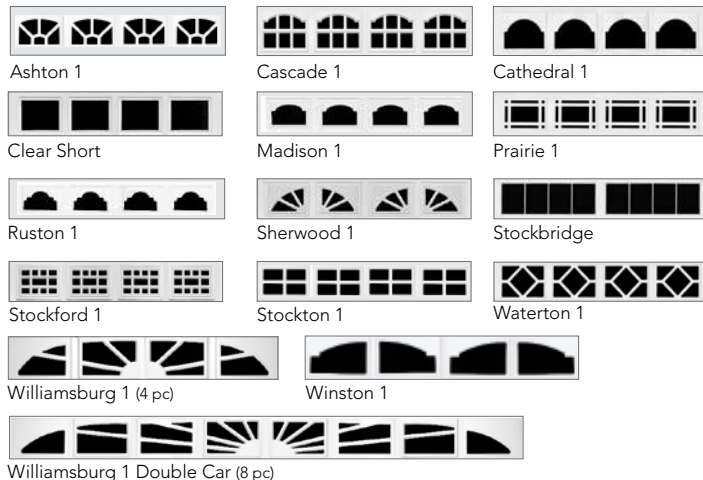 Ashton 1
Cascade 1
Cathedral 1
Clear Short
Madison 1
Prairie 1
Ruston 1
Sherwood 1
Stockbridge
Stockford 1
Stockton 1
Waterton 1
Williamsburg 1 (4 pc)
Winston 1
Williamsburg 1 Double Car (8 pc)